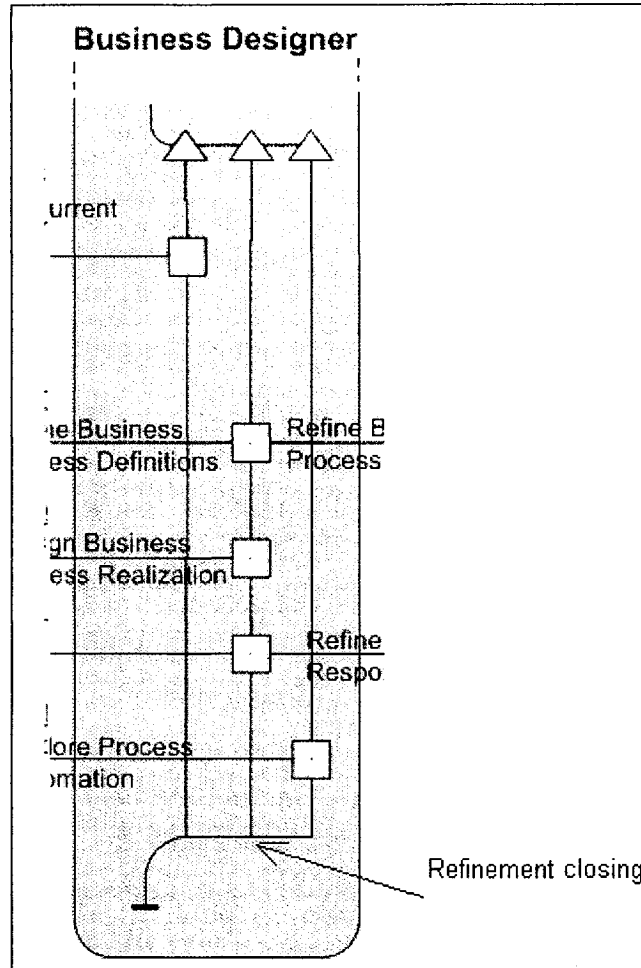 Business Designer
urrent
ne Business
ess Definitions
Refine B
Process
gn Business
ess Realization
Refine
Respo
lore Process
omation
Refinement closing